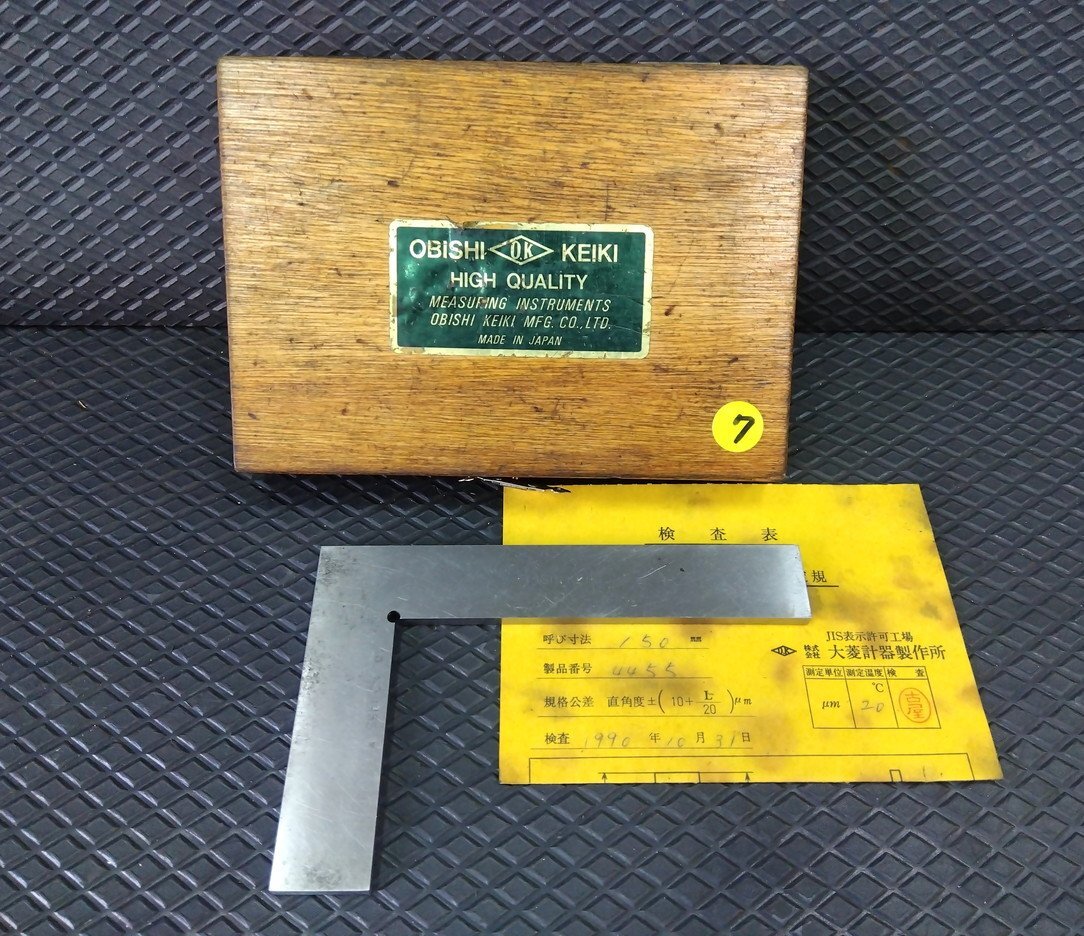 OBISHI O.K KEIKI
HIGH QUALITY
MEASURING INSTRUMENTS
OBISHI KEIKI MFG. CO., LTD.
MADE IN JAPAN
7
検査表
規
呼び寸法 150 mm
製品番号 4455
規格公差 直角度±(10+L/20)μm
検査 1990年10月31日
JIS表示許可工場
O.K 株式会社 大菱計器製作所
測定単位 測定温度 検査
μm ℃ 20 古屋